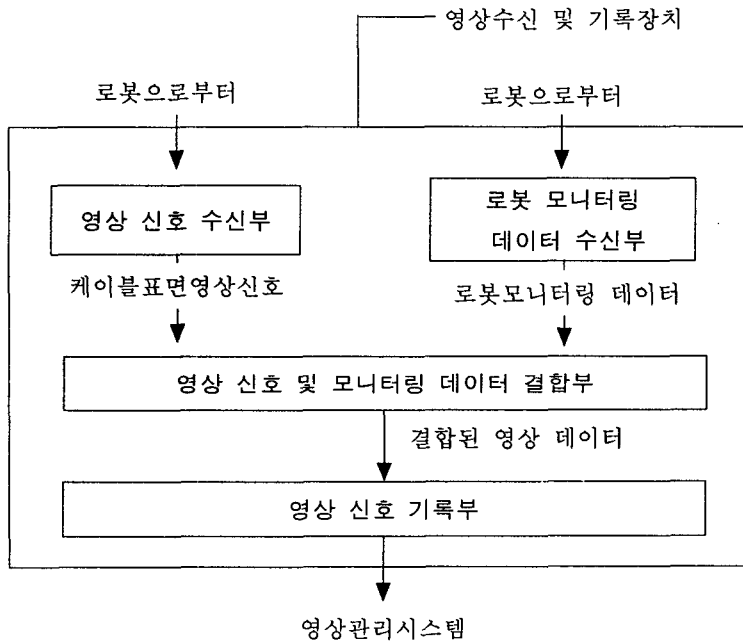 영상수신 및 기록장치
로봇으로부터
로봇으로부터
영상 신호 수신부
로봇 모니터링
데이터 수신부
케이블표면영상신호
로봇모니터링 데이터
영상 신호 및 모니터링 데이터 결합부
결합된 영상 데이터
영상 신호 기록부
영상관리시스템